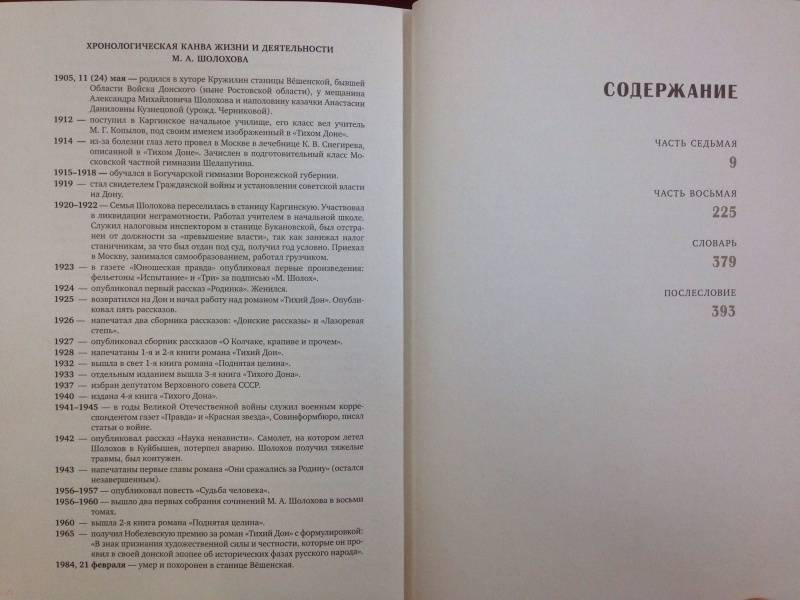 ХРОНОЛОГИЧЕСКАЯ КАНВА ЖИЗНИ И ДЕЯТЕЛЬНОСТИ
М. А. ШОЛОХОВА
1905, 11 (24) мая — родился в хуторе Кружилин станицы Вёшенской, бывшей
Области Войска Донского (ныне Ростовской области), у мещанина
Александра Михайловича Шолохова и наполовину казачки Анастасии
Даниловны Кузнецовой (урожд. Черниковой).
1912 — поступил в Каргинское начальное училище, его класс вел учитель
М. Г. Копылов, под своим именем изображенный в «Тихом Доне».
1914 — из-за болезни глаз лето провел в Москве в лечебнице К. В. Снегирева,
описанной в «Тихом Доне». Зачислен в подготовительный класс Мо-
сковской частной гимназии Шелапутина.
1915–1918 — обучался в Богучарской гимназии Воронежской губернии.
1919 — стал свидетелем Гражданской войны и установления советской власти
на Дону.
1920–1922 — Семья Шолохова переселилась в станицу Каргинскую. Участвовал
в ликвидации неграмотности. Работал учителем в начальной школе.
Служил налоговым инспектором в станице Букановской, был отстра-
нен от должности за «превышение власти», так как занижал налог
станичникам, за что был отдан под суд, получил год условно. Приехал
в Москву, занимался самообразованием, работал грузчиком.
1923 — в газете «Юношеская правда» опубликовал первые произведения:
фельетоны «Испытание» и «Три» за подписью «М. Шолох».
1924 — опубликовал первый рассказ «Родинка». Женился.
1925 — возвратился на Дон и начал работу над романом «Тихий Дон». Опубли-
ковал пять рассказов.
1926 — напечатал два сборника рассказов: «Донские рассказы» и «Лазоревая
степь».
1927 — опубликовал сборник рассказов «О Колчаке, крапиве и прочем».
1928 — напечатаны 1-я и 2-я книги романа «Тихий Дон».
1932 — вышла в свет 1-я книга романа «Поднятая целина».
1933 — отдельным изданием вышла 3-я книга «Тихого Дона».
1937 — избран депутатом Верховного совета СССР.
1940 — издана 4-я книга «Тихого Дона».
1941–1945 — в годы Великой Отечественной войны служил военным корре-
спондентом газет «Правда» и «Красная звезда», Совинформбюро, писал
статьи о войне.
1942 — опубликовал рассказ «Наука ненависти». Самолет, на котором летел
Шолохов в Куйбышев, потерпел аварию. Шолохов получил тяжелые
травмы, был контужен.
1943 — напечатаны первые главы романа «Они сражались за Родину» (остался
незавершенным).
1956–1957 — опубликовал повесть «Судьба человека».
1956–1960 — вышло два первых собрания сочинений М. А. Шолохова в восьми
томах.
1960 — вышла 2-я книга романа «Поднятая целина».
1965 — получил Нобелевскую премию за роман «Тихий Дон» с формулировкой:
«В знак признания художественной силы и честности, которые он про-
явил в своей донской эпопее об исторических фазах русского народа».
1984, 21 февраля — умер и похоронен в станице Вёшенская.
СОДЕРЖАНИЕ
ЧАСТЬ СЕДЬМАЯ
9
ЧАСТЬ ВОСЬМАЯ
225
СЛОВАРЬ
379
ПОСЛЕСЛОВИЕ
393